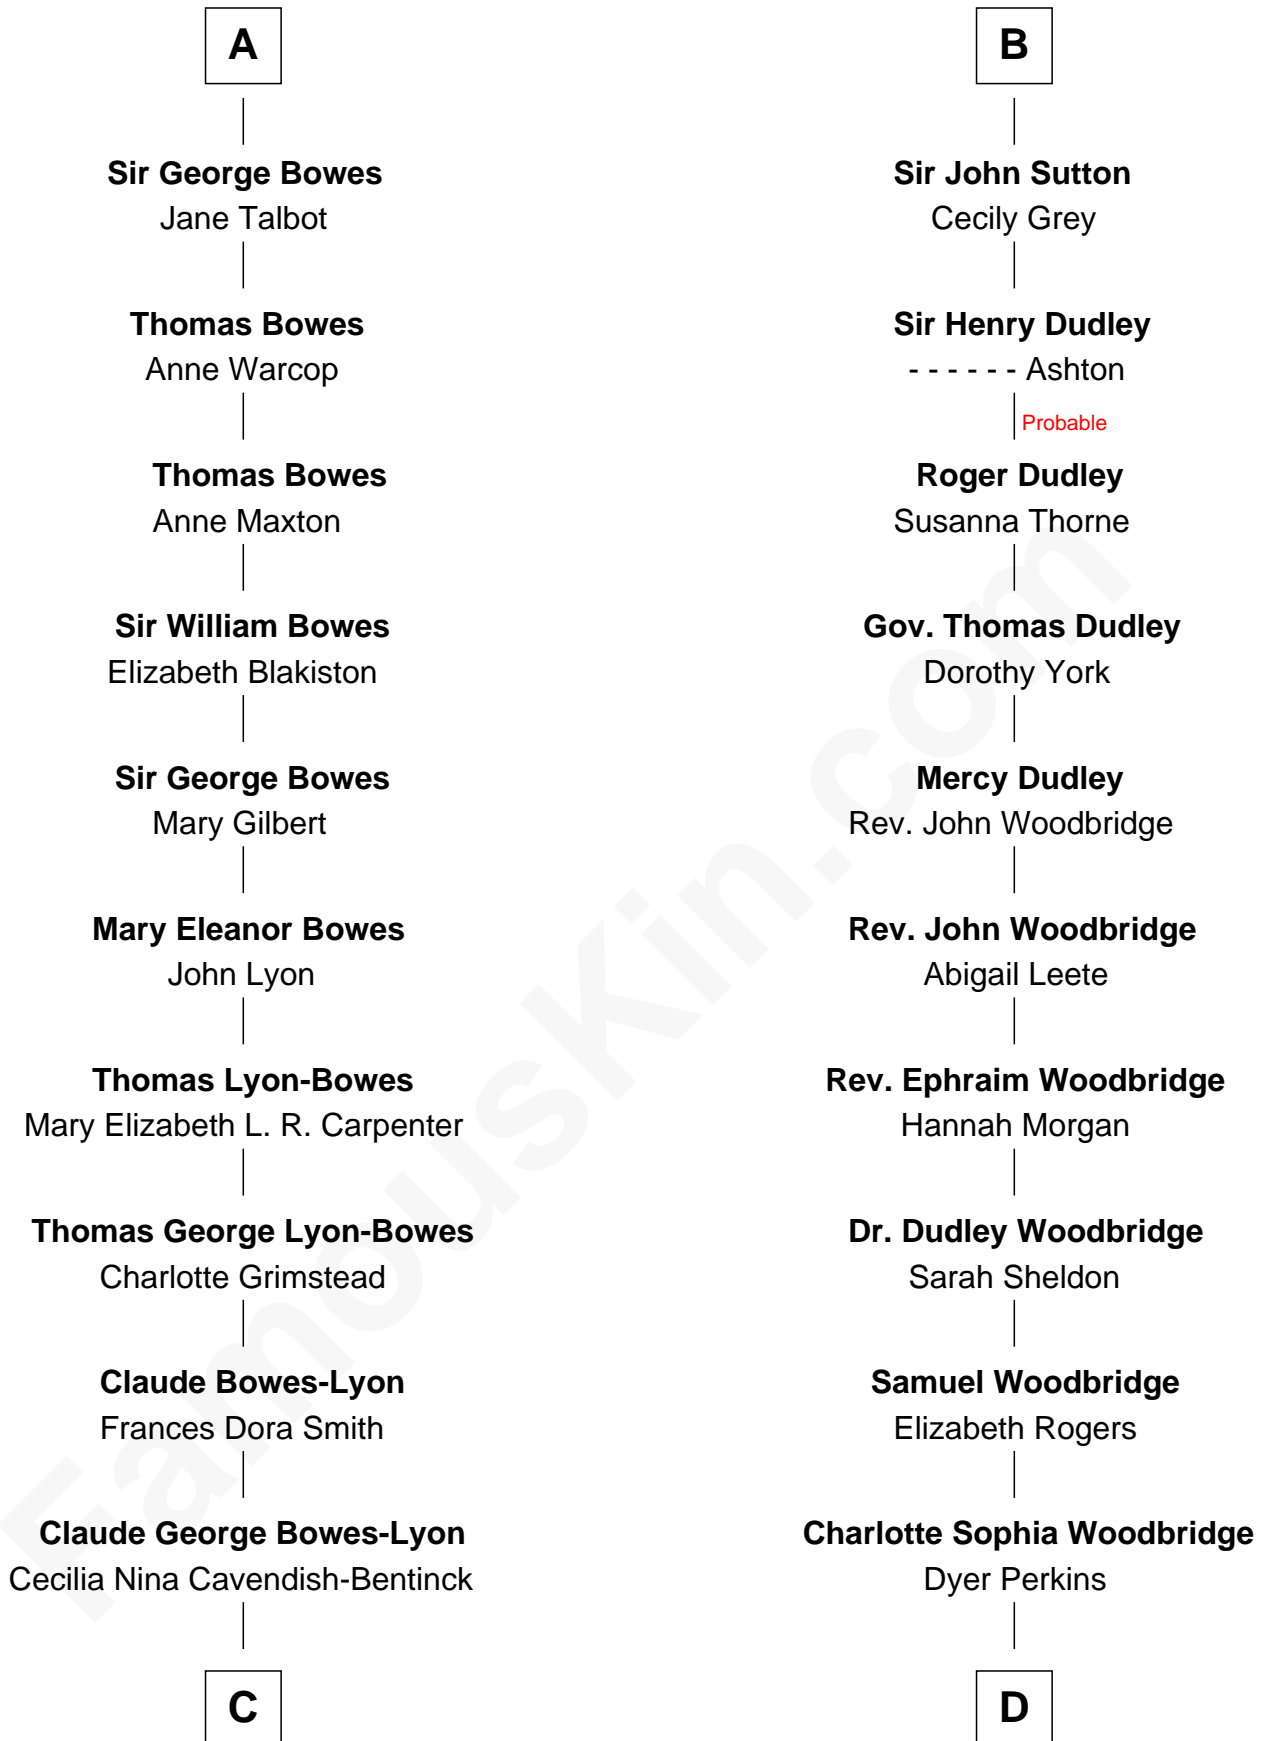 A
Sir George Bowes
Jane Talbot
Thomas Bowes
Anne Warcop
Thomas Bowes
Anne Maxton
Sir William Bowes
Elizabeth Blakiston
Sir George Bowes
Mary Gilbert
Mary Eleanor Bowes
John Lyon
Thomas Lyon-Bowes
Mary Elizabeth L. R. Carpenter
Thomas George Lyon-Bowes
Charlotte Grimstead
Claude Bowes-Lyon
Frances Dora Smith
Claude George Bowes-Lyon
Cecilia Nina Cavendish-Bentinck
C
B
Sir John Sutton
Cecily Grey
Sir Henry Dudley
- - - - - - Ashton
Probable
Roger Dudley
Susanna Thorne
Gov. Thomas Dudley
Dorothy York
Mercy Dudley
Rev. John Woodbridge
Rev. John Woodbridge
Abigail Leete
Rev. Ephraim Woodbridge
Hannah Morgan
Dr. Dudley Woodbridge
Sarah Sheldon
Samuel Woodbridge
Elizabeth Rogers
Charlotte Sophia Woodbridge
Dyer Perkins
D
FamousKin.com